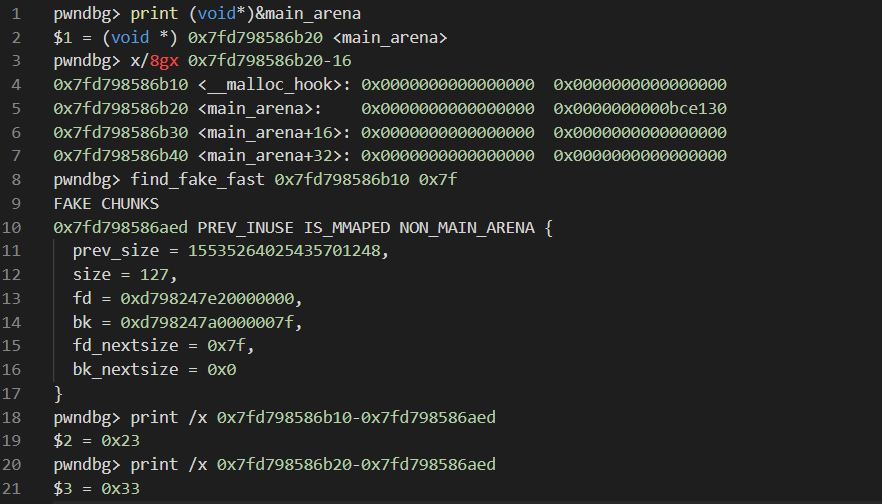 1 pwndbg> print (void*)&main_arena
2 $1 = (void *) 0x7fd798586b20 <main_arena>
3 pwndbg> x/8gx 0x7fd798586b20-16
4 0x7fd798586b10 <__malloc_hook>: 0x0000000000000000  0x0000000000000000
5 0x7fd798586b20 <main_arena>:    0x0000000000000000  0x0000000000bce130
6 0x7fd798586b30 <main_arena+16>: 0x0000000000000000  0x0000000000000000
7 0x7fd798586b40 <main_arena+32>: 0x0000000000000000  0x0000000000000000
8 pwndbg> find_fake_fast 0x7fd798586b10 0x7f
9 FAKE CHUNKS
10 0x7fd798586aed PREV_INUSE IS_MMAPED NON_MAIN_ARENA {
11   prev_size = 15535264025435701248,
12   size = 127,
13   fd = 0xd798247e20000000,
14   bk = 0xd798247a0000007f,
15   fd_nextsize = 0x7f,
16   bk_nextsize = 0x0
17 }
18 pwndbg> print /x 0x7fd798586b10-0x7fd798586aed
19 $2 = 0x23
20 pwndbg> print /x 0x7fd798586b20-0x7fd798586aed
21 $3 = 0x33